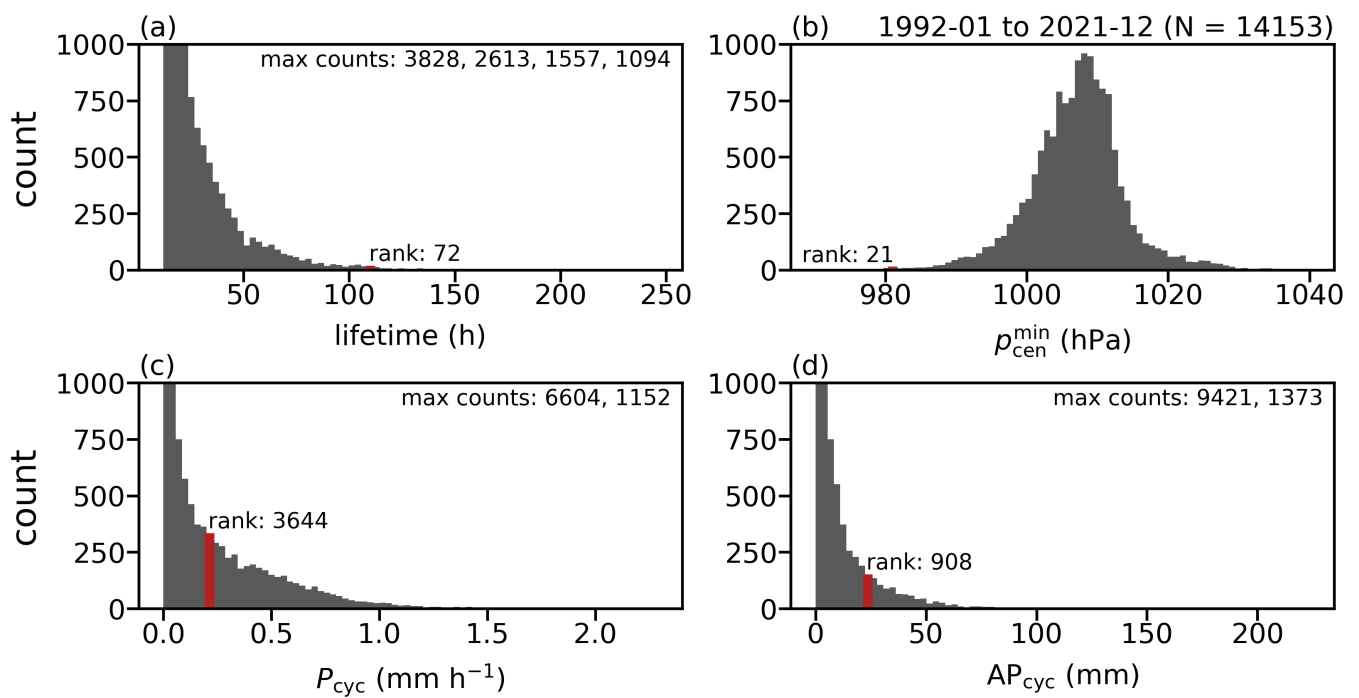 (a)
max counts: 3828, 2613, 1557, 1094
1000
750
500
250
0
count
rank: 72
50
100
150
200
250
lifetime (h)
(b)
1992-01 to 2021-12 (N = 14153)
1000
750
500
250
0
rank: 21
980
1000
1020
1040
p_cen^min (hPa)
(c)
max counts: 6604, 1152
1000
750
500
250
0
count
rank: 3644
0.0
0.5
1.0
1.5
2.0
P_cyc (mm h⁻¹)
(d)
max counts: 9421, 1373
1000
750
500
250
0
rank: 908
0
50
100
150
200
AP_cyc (mm)